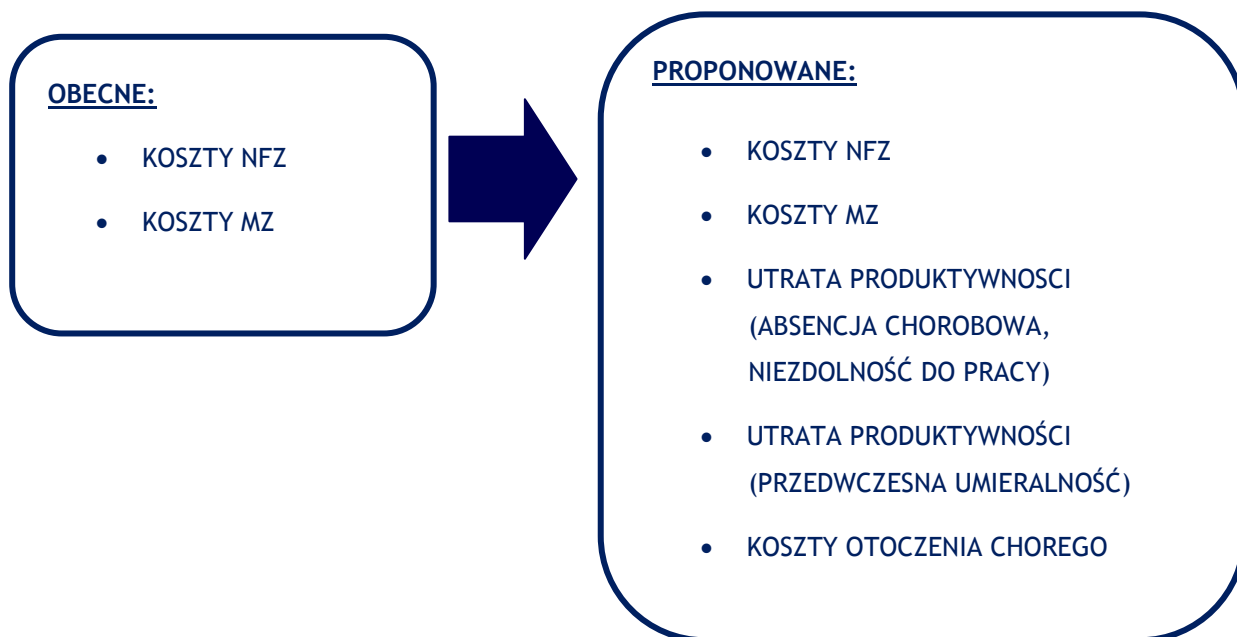 OBECNE:
• KOSZTY NFZ
• KOSZTY MZ
PROPONOWANE:
• KOSZTY NFZ
• KOSZTY MZ
• UTRATA PRODUKTYWNOSCI
(ABSENCJA CHOROBOWA,
NIEZDOLNOŚĆ DO PRACY)
• UTRATA PRODUKTYWNOŚCI
(PRZEDWCZESNA UMIERALNOŚĆ)
• KOSZTY OTOCZENIA CHOREGO